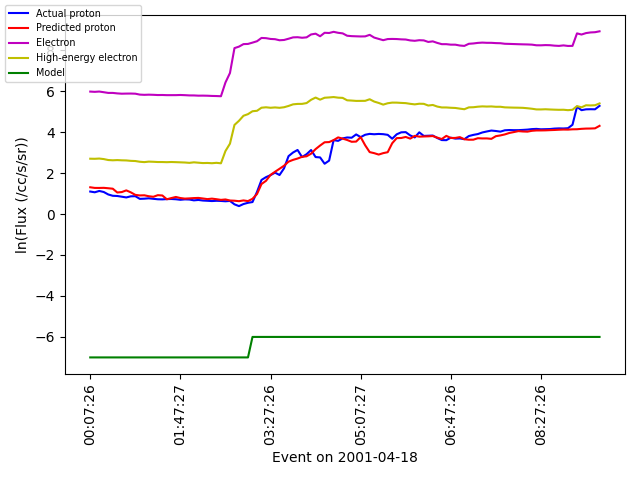 Actual proton
Predicted proton
Electron
High-energy electron
Model
8
6
4
2
0
−2
−4
−6
ln(Flux (/cc/s/sr))
00:07:26
01:47:27
03:27:26
05:07:27
06:47:26
08:27:26
Event on 2001-04-18